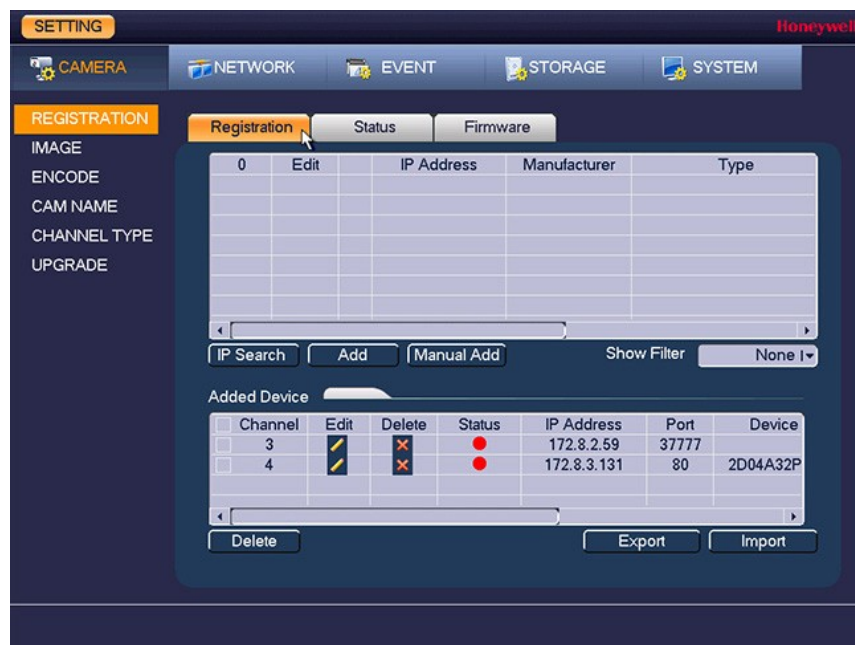 SETTING
Honeywell
CAMERA NETWORK EVENT STORAGE SYSTEM
REGISTRATION
IMAGE
ENCODE
CAM NAME
CHANNEL TYPE
UPGRADE
Registration Status Firmware
0 Edit IP Address Manufacturer Type
IP Search Add Manual Add Show Filter None
Added Device
Channel Edit Delete Status IP Address Port Device
3 172.8.2.59 37777
4 172.8.3.131 80 2D04A32P
Delete Export Import